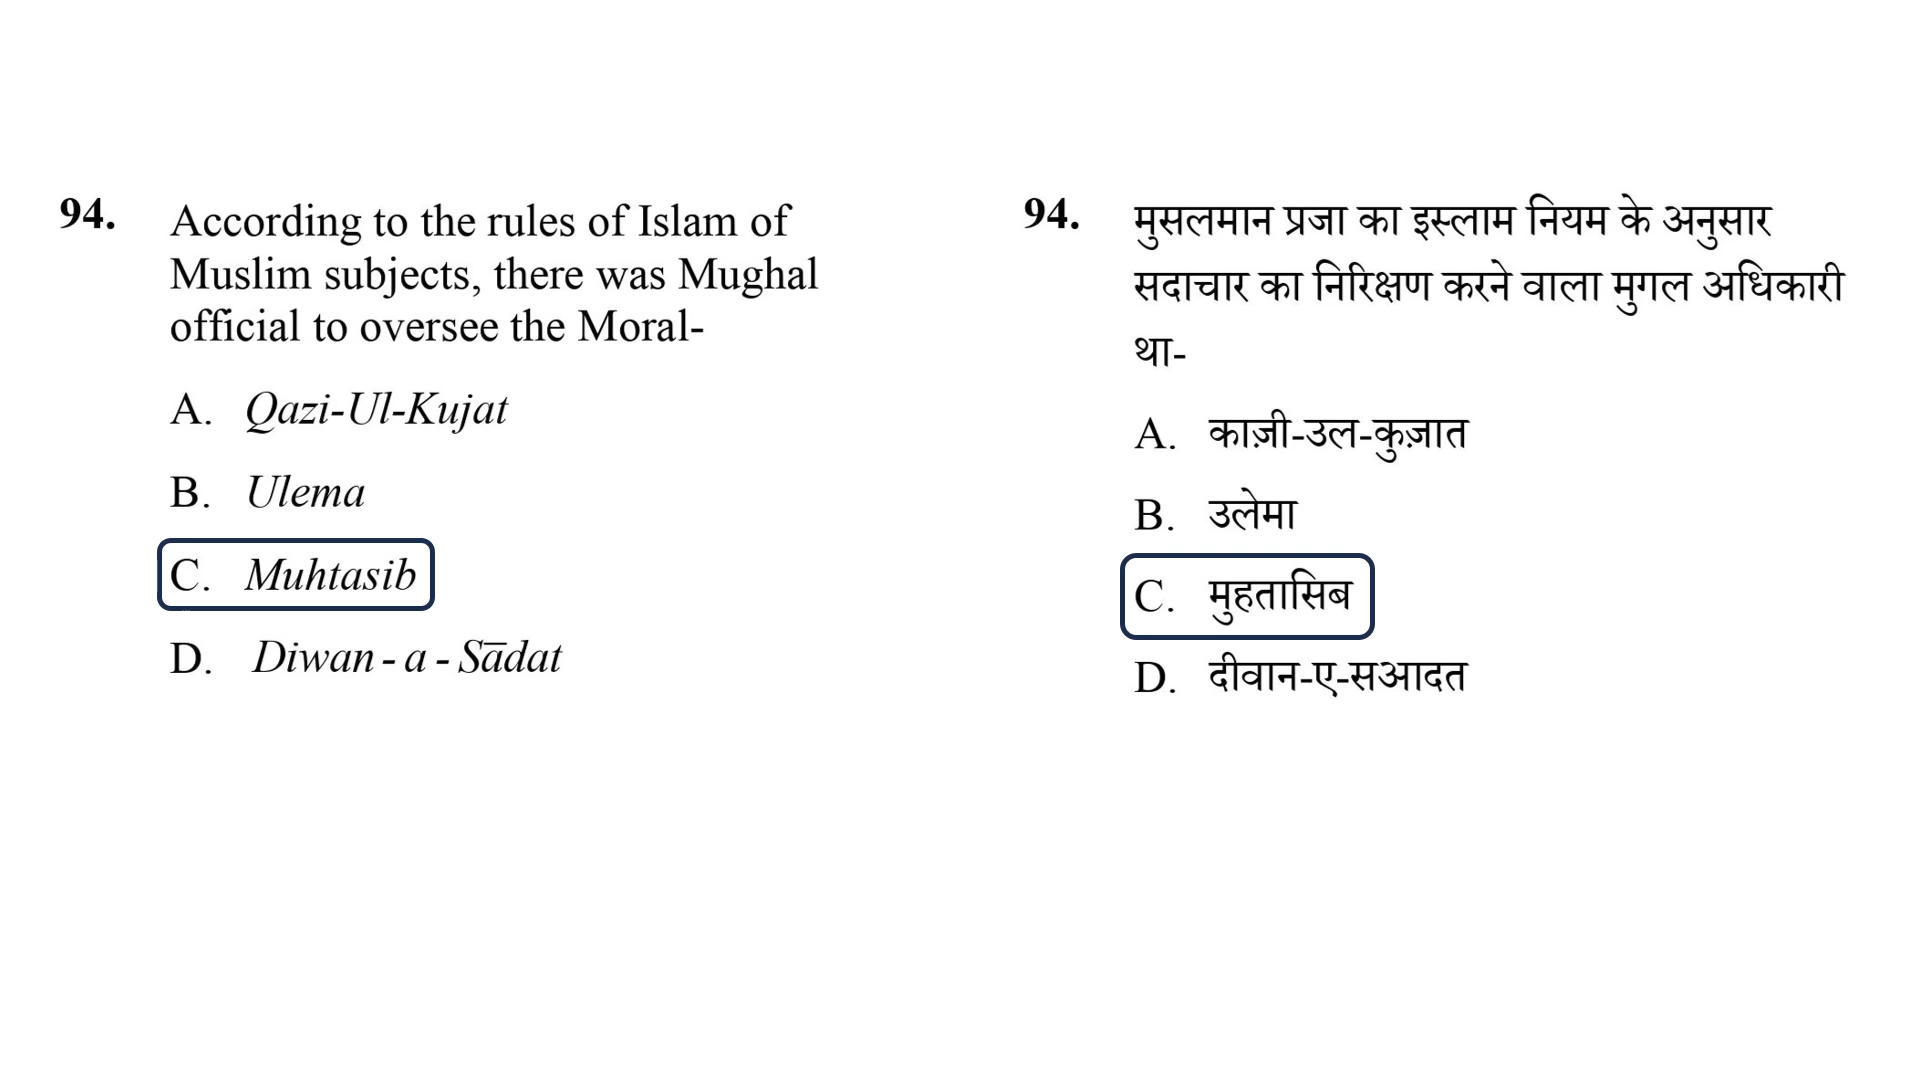 94. According to the rules of Islam of
Muslim subjects, there was Mughal
official to oversee the Moral-
A. Qazi-Ul-Kujat
B. Ulema
C. Muhtasib
D. Diwan - a - Sādat
94. मुसलमान प्रजा का इस्लाम नियम के अनुसार
सदाचार का निरिक्षण करने वाला मुगल अधिकारी
था-
A. काज़ी-उल-कुज़ात
B. उलेमा
C. मुहतासिब
D. दीवान-ए-सआदत